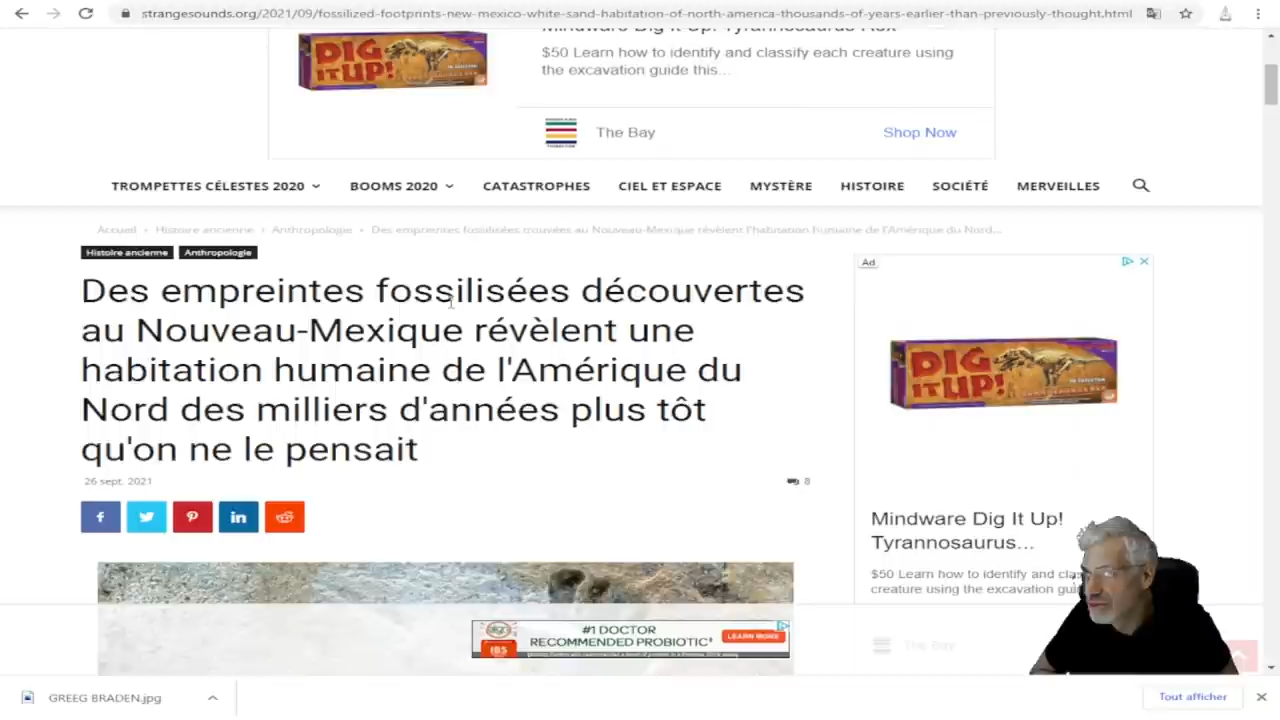 strangesounds.org/2021/09/fossilized-footprints-new-mexico-white-sand-habitation-of-north-america-thousands-of-years-earlier-than-previously-thought.html
DIG IT UP!
$50 Learn how to identify and classify each creature using
the excavation guide this...
The Bay
Shop Now
TROMPETTES CÉLESTES 2020
BOOMS 2020
CATASTROPHES
CIEL ET ESPACE
MYSTÈRE
HISTOIRE
SOCIÉTÉ
MERVEILLES
Accueil › Histoire ancienne › Anthropologie › Des empreintes fossilisées trouvées au Nouveau-Mexique révèlent l'habitation humaine de l'Amérique du Nord...
Histoire ancienne
Anthropologie
Des empreintes fossilisées découvertes
au Nouveau-Mexique révèlent une
habitation humaine de l'Amérique du
Nord des milliers d'années plus tôt
qu'on ne le pensait
26 sept. 2021
8
Ad
DIG IT UP!
Mindware Dig It Up!
Tyrannosaurus...
$50 Learn how to identify and
creature using the excavation
The Bay
#1 DOCTOR
RECOMMENDED PROBIOTIC
LEARN MORE
IBS
GREEG BRADEN.jpg
Tout afficher